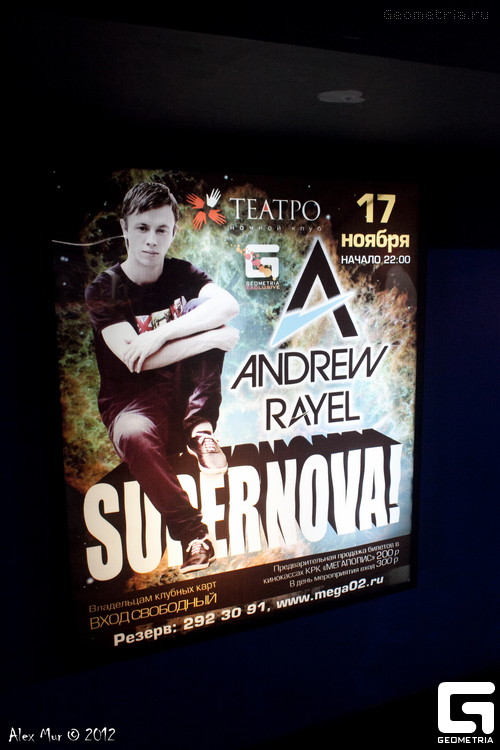 Geometria.ru
ТЕАТРО
ночной клуб
17
ноября
НАЧАЛО 22:00
GEOMETRIA
EXCLUSIVE
ANDREW
RAYEL
SUPERNOVA!
Владельцам клубных карт
ВХОД СВОБОДНЫЙ
Предварительная продажа билетов в
кинокассах КРК «МЕГАПОЛИС» 200 р
В день мероприятия вход 300 р
Резерв: 292 30 91, www.mega02.ru
Alex Mur © 2012
GEOMETRIA